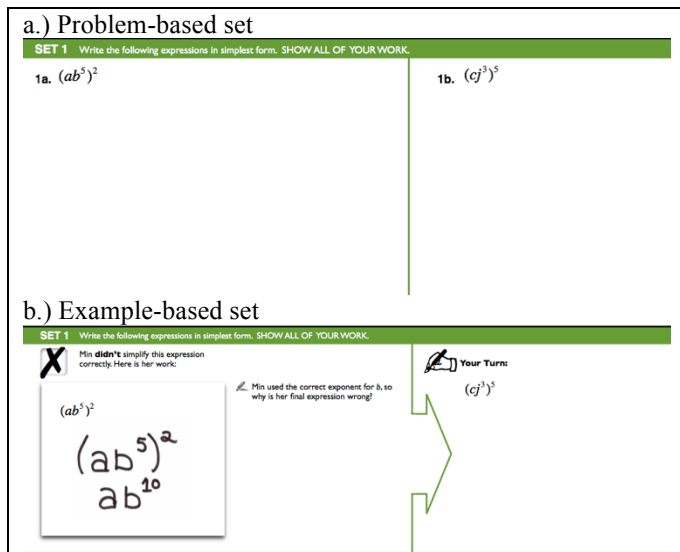 a.) Problem-based set
SET 1 Write the following expressions in simplest form. SHOW ALL OF YOUR WORK.
1a. (ab⁵)²
1b. (cj³)⁵
b.) Example-based set
SET 1 Write the following expressions in simplest form. SHOW ALL OF YOUR WORK.
Min didn't simplify this expression
correctly. Here is her work:
(ab⁵)²
(ab⁵)²
ab¹⁰
Min used the correct exponent for b, so
why is her final expression wrong?
Your Turn:
(cj³)⁵